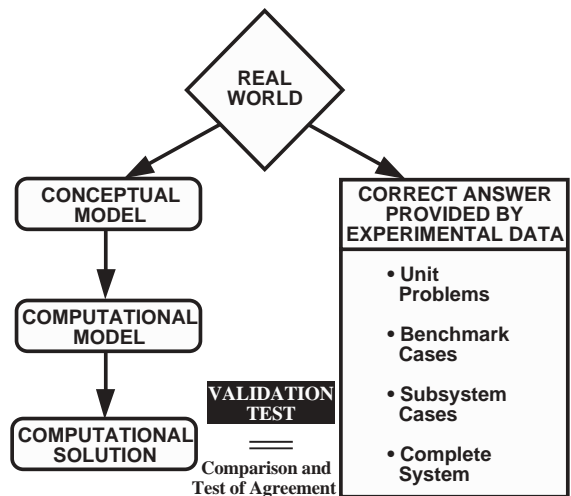 REAL
WORLD
CONCEPTUAL
MODEL
COMPUTATIONAL
MODEL
COMPUTATIONAL
SOLUTION
VALIDATION
TEST
Comparison and
Test of Agreement
CORRECT ANSWER
PROVIDED BY
EXPERIMENTAL DATA
• Unit
Problems
• Benchmark
Cases
• Subsystem
Cases
• Complete
System